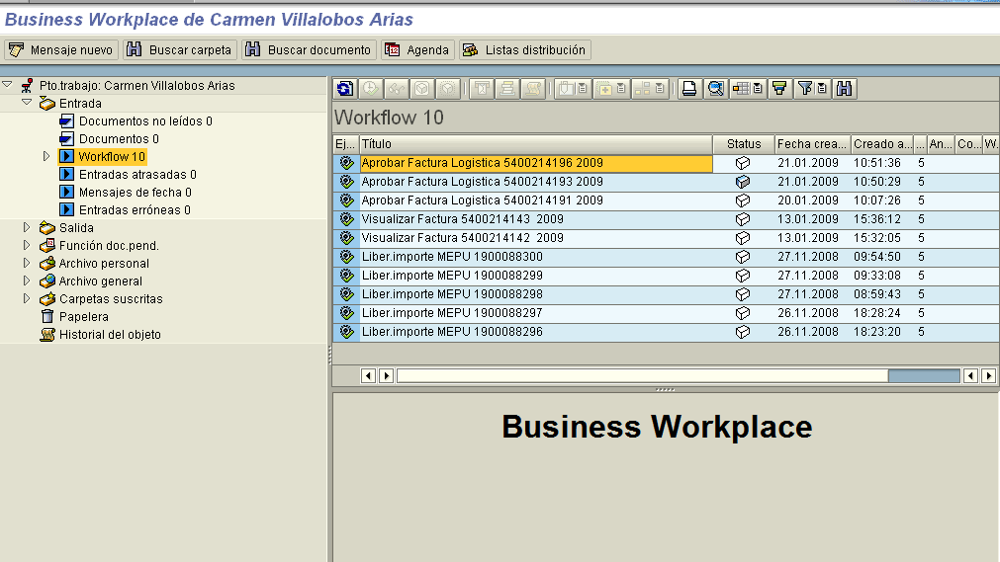 Business Workplace de Carmen Villalobos Arias
Mensaje nuevo Buscar carpeta Buscar documento Agenda Listas distribución
Pto.trabajo: Carmen Villalobos Arias
Entrada
Documentos no leídos 0
Documentos 0
Workflow 10
Entradas atrasadas 0
Mensajes de fecha 0
Entradas erróneas 0
Salida
Función doc.pend.
Archivo personal
Archivo general
Carpetas suscritas
Papelera
Historial del objeto
Workflow 10
Ej... Título Status Fecha crea... Creado a... ... An... Co... W.
Aprobar Factura Logistica 5400214196 2009 21.01.2009 10:51:36 5
Aprobar Factura Logistica 5400214193 2009 21.01.2009 10:50:29 5
Aprobar Factura Logistica 5400214191 2009 20.01.2009 10:07:26 5
Visualizar Factura 5400214143 2009 13.01.2009 15:36:12 5
Visualizar Factura 5400214142 2009 13.01.2009 15:32:05 5
Liber.importe MEPU 1900088300 27.11.2008 09:54:50 5
Liber.importe MEPU 1900088299 27.11.2008 09:33:08 5
Liber.importe MEPU 1900088298 27.11.2008 08:59:43 5
Liber.importe MEPU 1900088297 26.11.2008 18:28:24 5
Liber.importe MEPU 1900088296 26.11.2008 18:23:20 5
Business Workplace